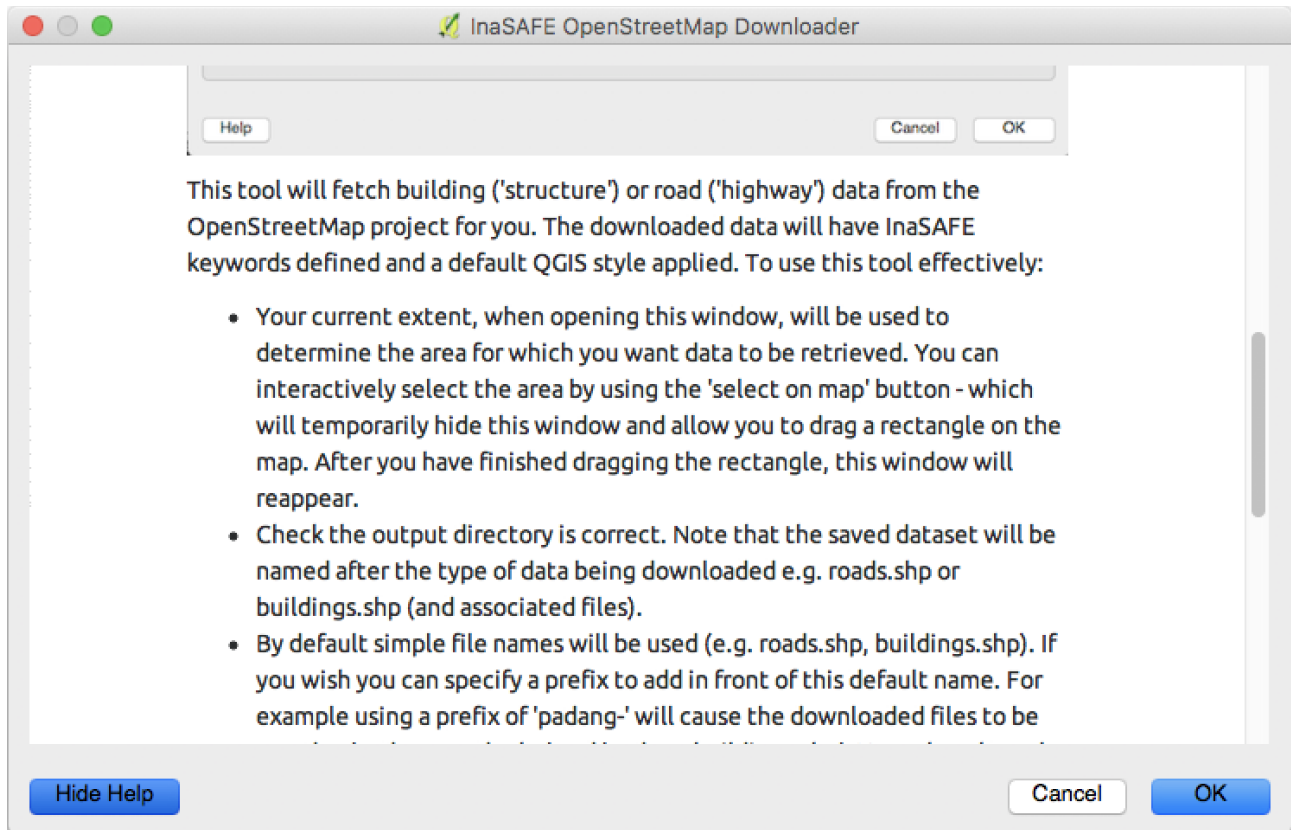 InaSAFE OpenStreetMap Downloader
Help
Cancel
OK
This tool will fetch building ('structure') or road ('highway') data from the
OpenStreetMap project for you. The downloaded data will have InaSAFE
keywords defined and a default QGIS style applied. To use this tool effectively:
• Your current extent, when opening this window, will be used to
determine the area for which you want data to be retrieved. You can
interactively select the area by using the 'select on map' button - which
will temporarily hide this window and allow you to drag a rectangle on the
map. After you have finished dragging the rectangle, this window will
reappear.
• Check the output directory is correct. Note that the saved dataset will be
named after the type of data being downloaded e.g. roads.shp or
buildings.shp (and associated files).
• By default simple file names will be used (e.g. roads.shp, buildings.shp). If
you wish you can specify a prefix to add in front of this default name. For
example using a prefix of 'padang-' will cause the downloaded files to be
Hide Help
Cancel
OK